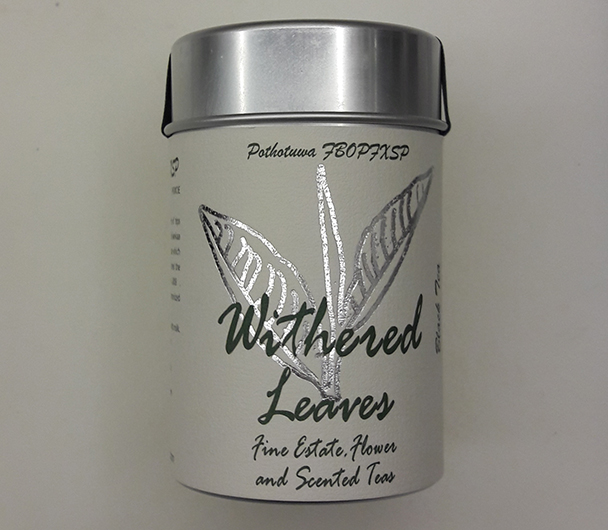 Pothotuwa FBOPFXSP
Withered
Leaves
Fine Estate, Flower
and Scented Teas
Black Tea